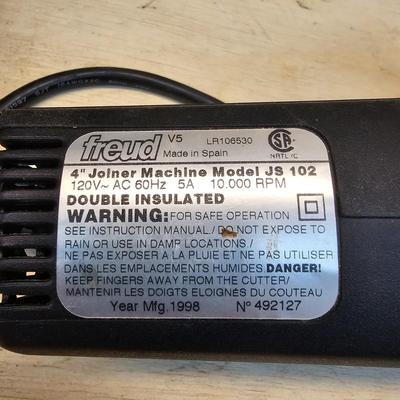 freud V5 LR106530
Made in Spain
SA NRTL/C
4" Joiner Machine Model JS 102
120V~ AC 60Hz 5A 10.000 RPM
DOUBLE INSULATED
WARNING: FOR SAFE OPERATION
SEE INSTRUCTION MANUAL / DO NOT EXPOSE TO
RAIN OR USE IN DAMP LOCATIONS /
NE PAS EXPOSER A LA PLUIE ET NE PAS UTILISER
DANS LES EMPLACEMENTS HUMIDES DANGER!
KEEP FINGERS AWAY FROM THE CUTTER/
MANTENIR LES DOIGTS ELOIGNÉS DU COUTEAU
Year Mfg.1998 Nº 492127